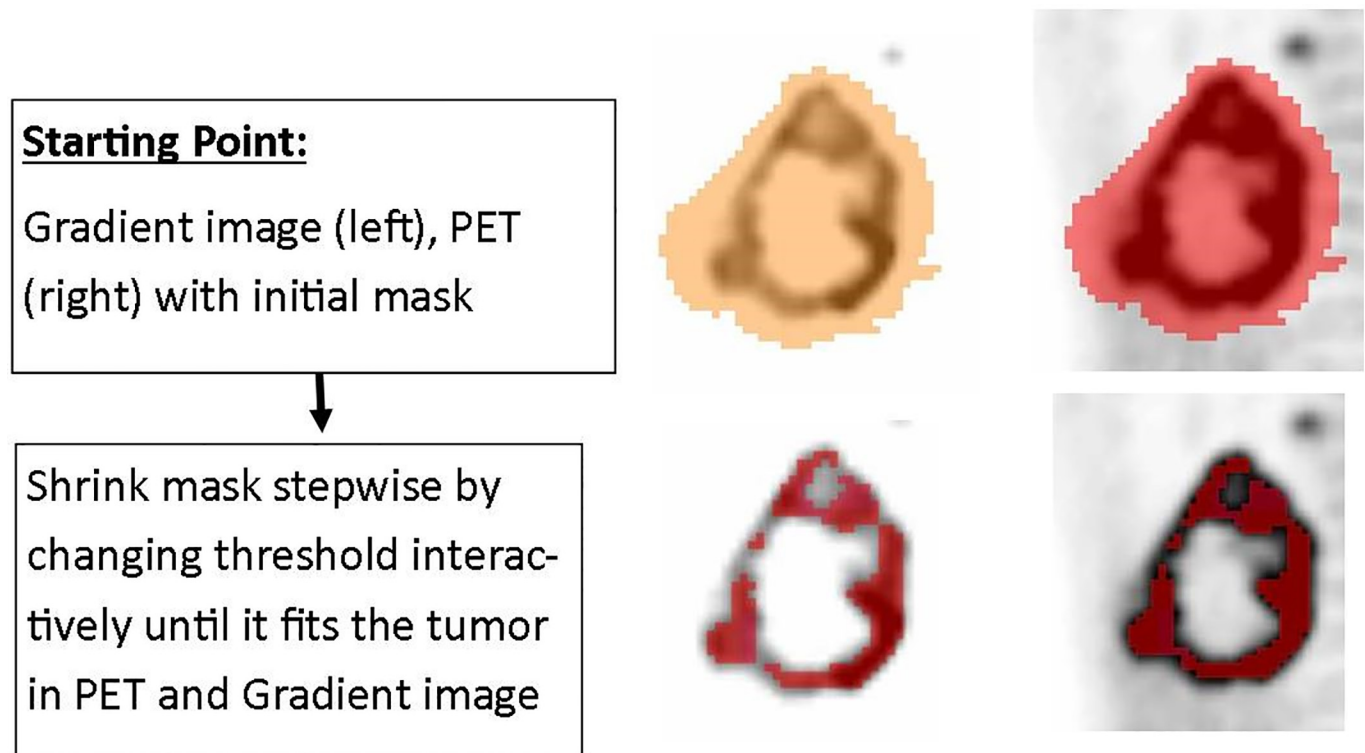 Starting Point:
Gradient image (left), PET
(right) with initial mask
Shrink mask stepwise by
changing threshold interac-
tively until it fits the tumor
in PET and Gradient image